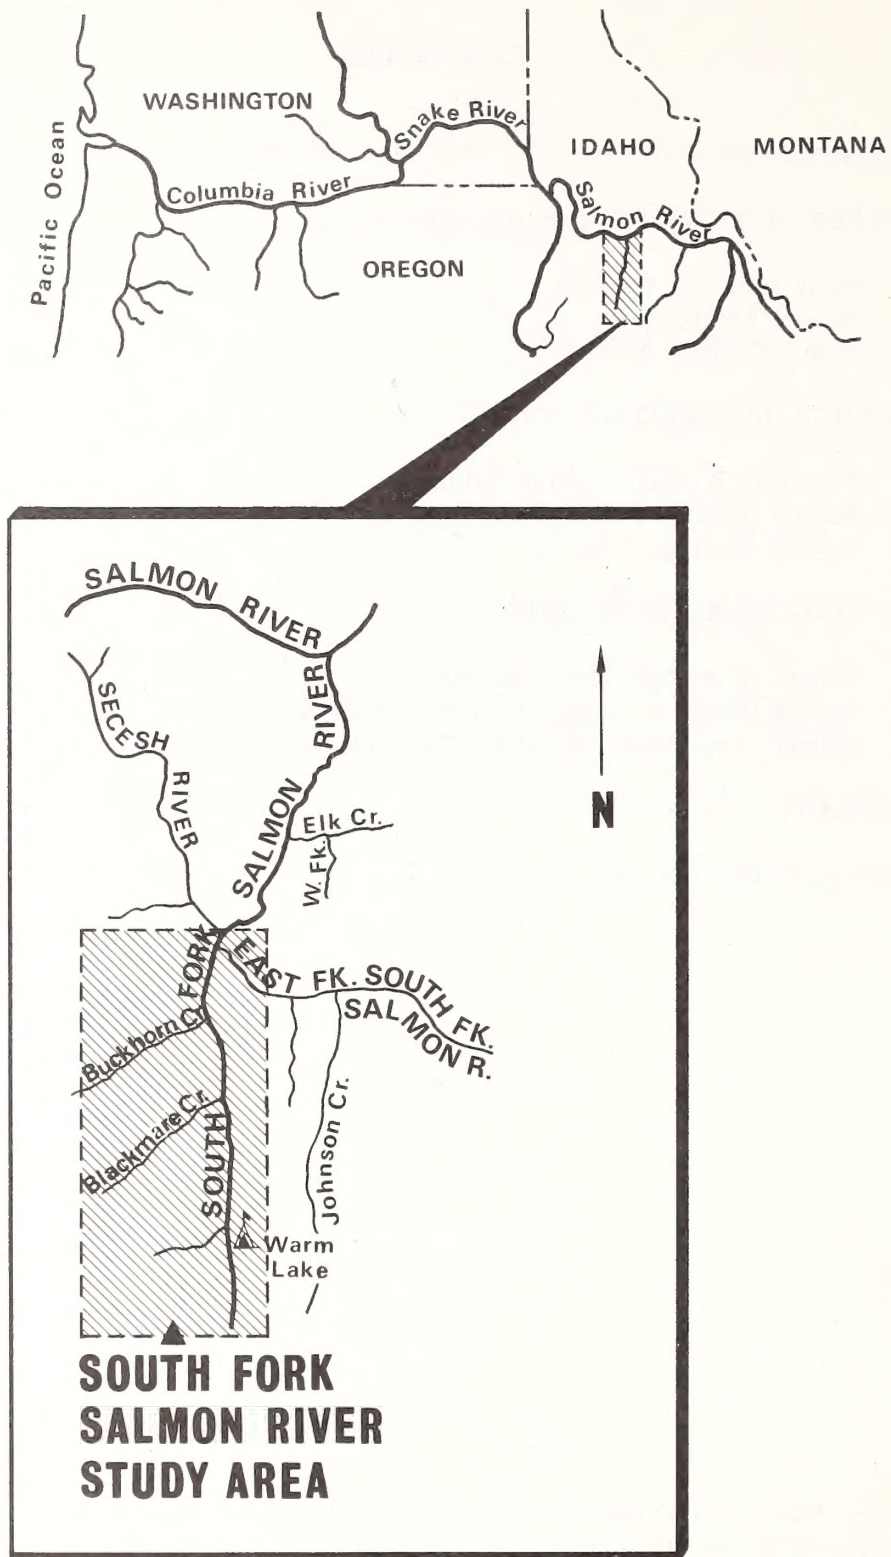 WASHINGTON
Snake River
IDAHO
MONTANA
Pacific Ocean
Columbia River
Salmon River
OREGON
SALMON RIVER
SECESH RIVER
SOUTH FORK SALMON RIVER
N
Elk Cr.
W. Fk.
EAST FK. SOUTH FK.
SALMON R.
Buckhorn Cr.
Blackmare Cr.
Johnson Cr.
Warm
Lake
SOUTH FORK
SALMON RIVER
STUDY AREA